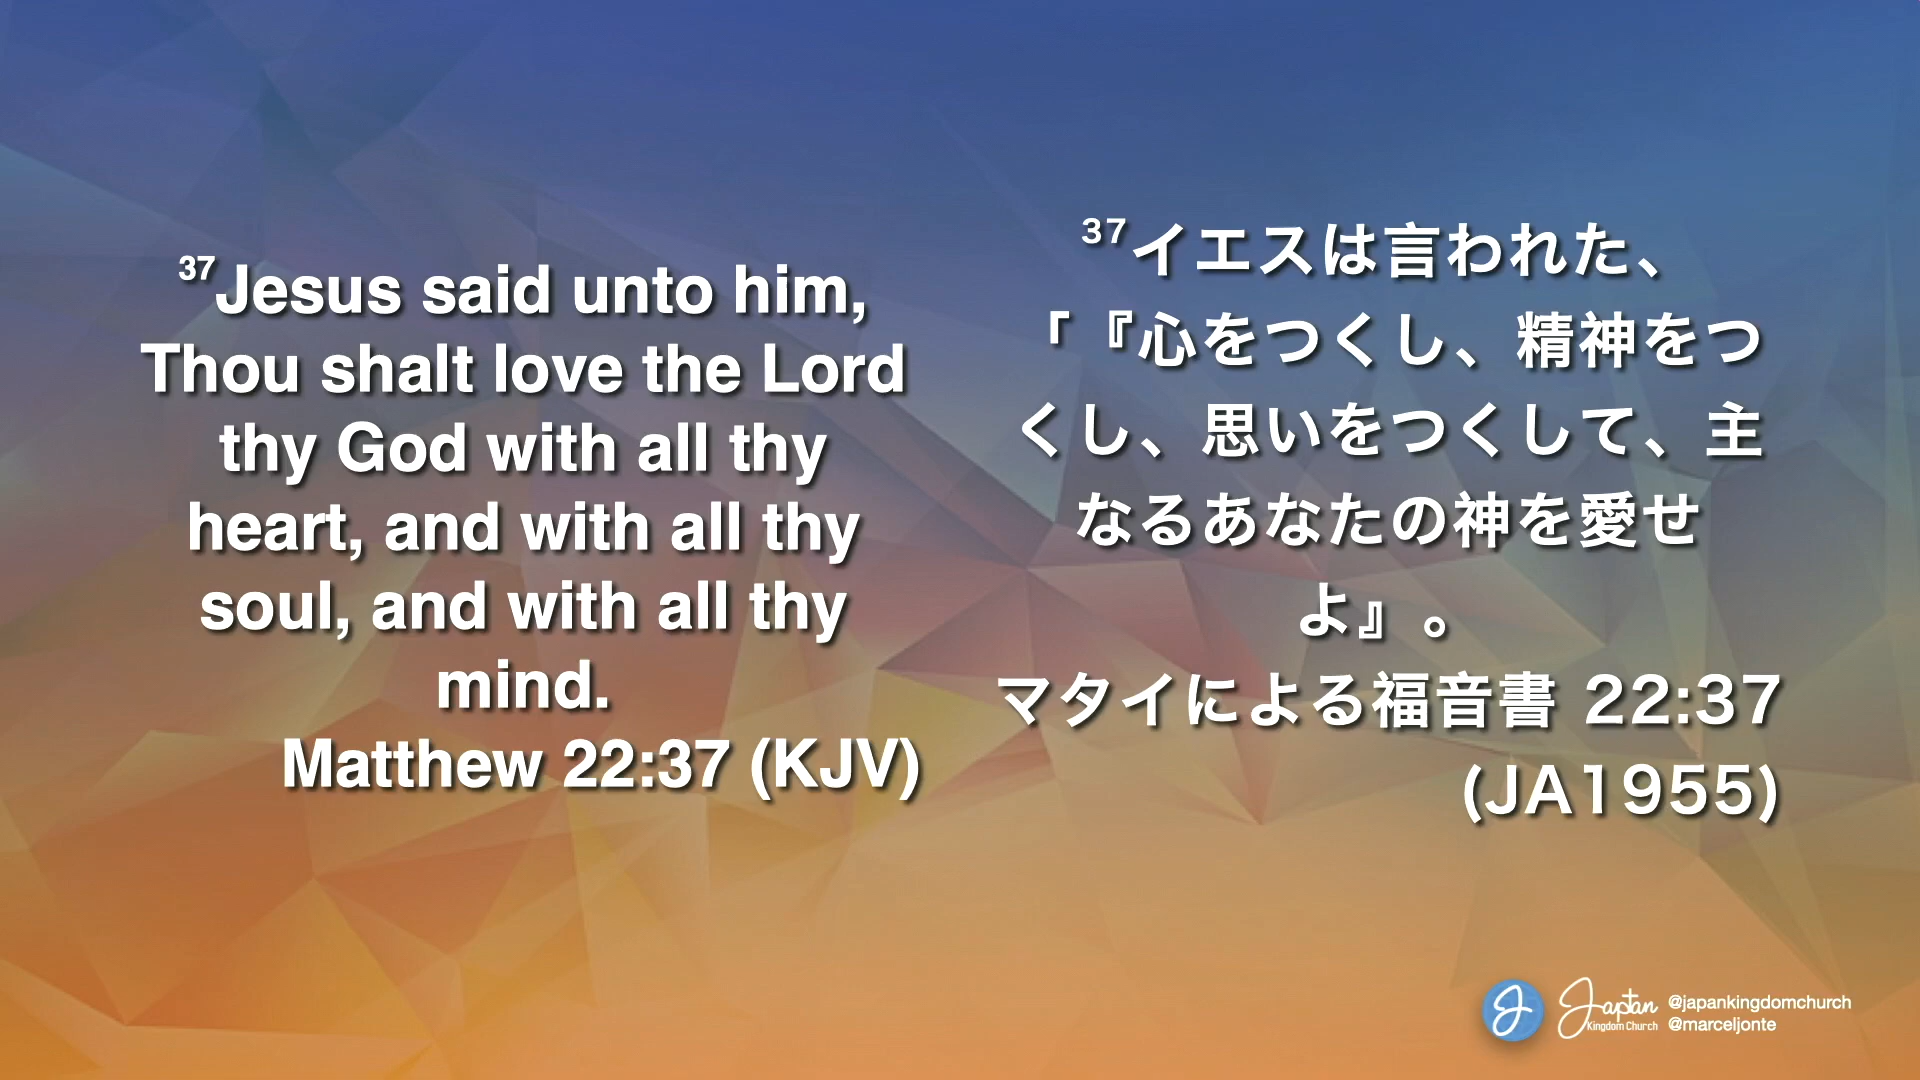 37Jesus said unto him,
Thou shalt love the Lord
thy God with all thy
heart, and with all thy
soul, and with all thy
mind.
Matthew 22:37 (KJV)
37イエスは言われた、
「『心をつくし、精神をつ
くし、思いをつくして、主
なるあなたの神を愛せ
よ』。
マタイによる福音書 22:37
(JA1955)
Japan
Kingdom Church
@japankingdomchurch
@marceljonte